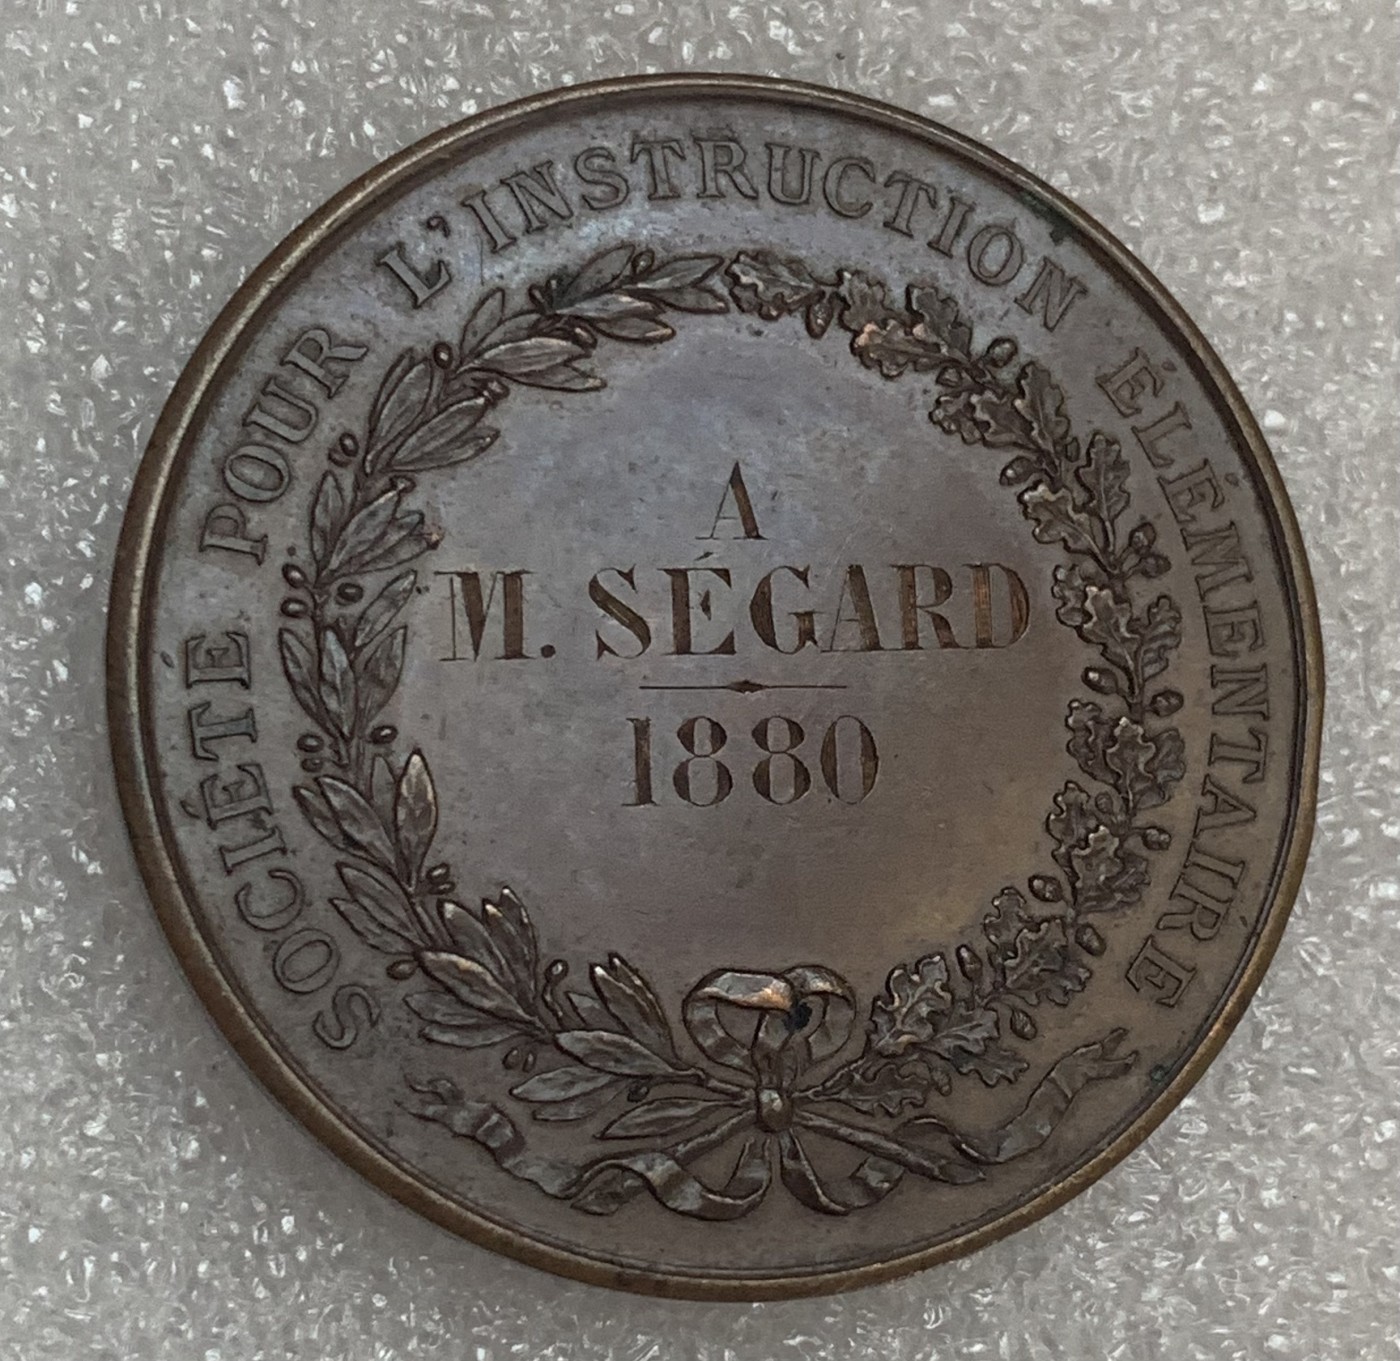 SOCIÉTÉ POUR L'INSTRUCTION ÉLÉMENTAIRE
A
M. SÉGARD
1880